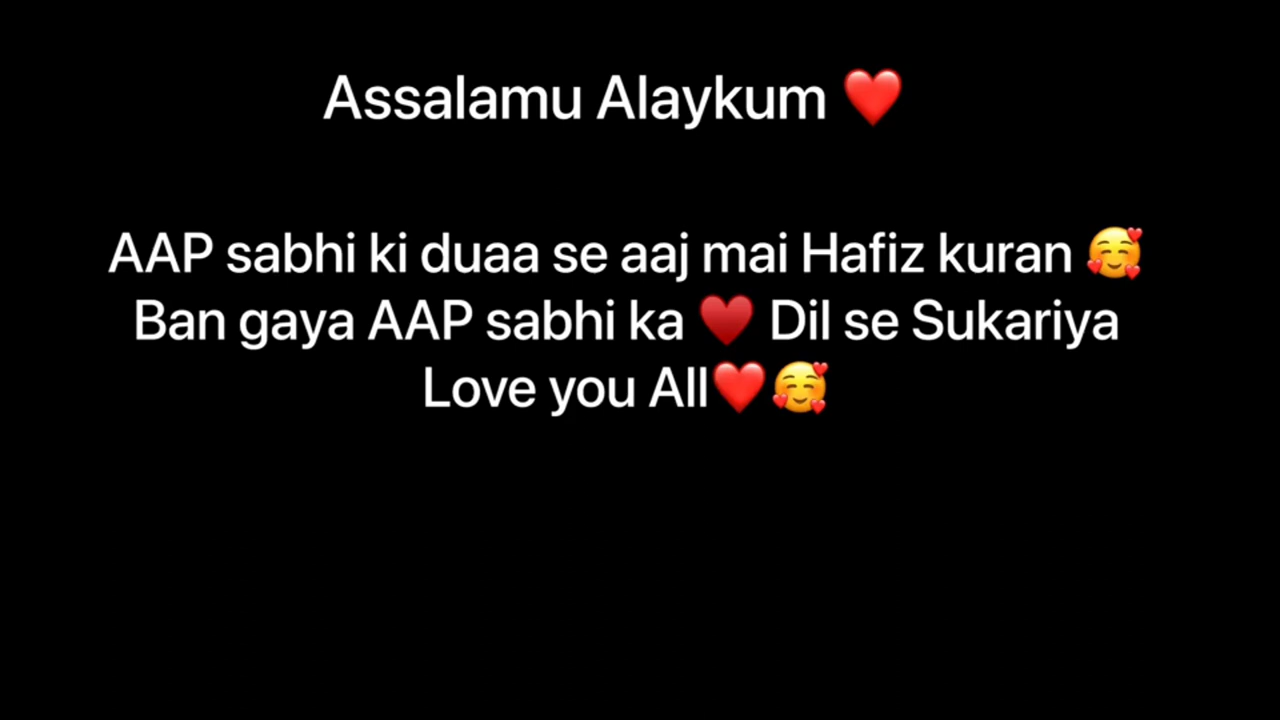 Assalamu Alaykum ❤️
AAP sabhi ki duaa se aaj mai Hafiz kuran 🥰
Ban gaya AAP sabhi ka ♥️ Dil se Sukariya
Love you All❤️🥰